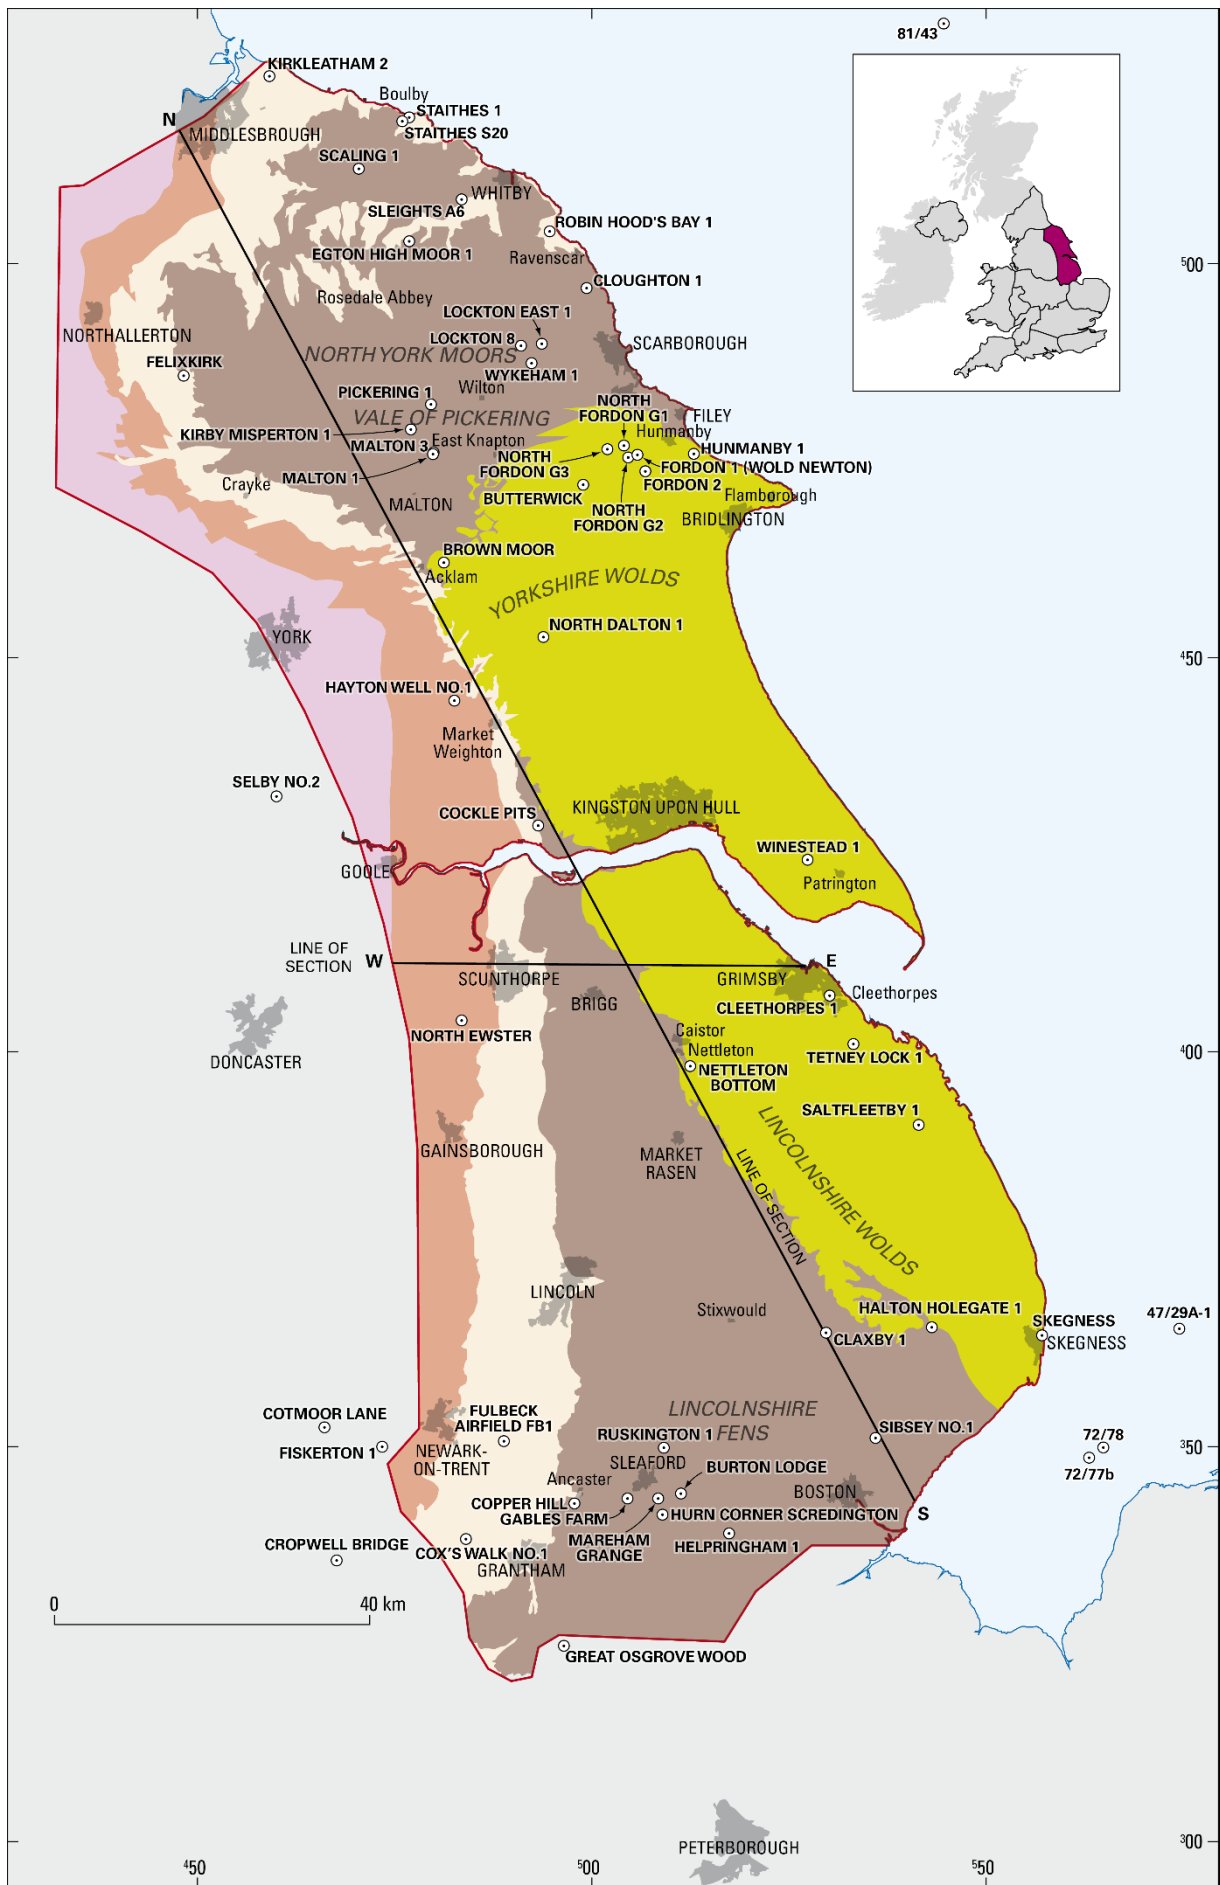 81/43
KIRKLEATHAM 2
Boulby
STAITHES 1
N
MIDDLESBROUGH
STAITHES S20
SCALING 1
WHITBY
SLEIGHTS A6
ROBIN HOOD'S BAY 1
EGTON HIGH MOOR 1
Ravenscar
⁵00
CLOUGHTON 1
Rosedale Abbey
LOCKTON EAST 1
NORTHALLERTON
LOCKTON 8
SCARBOROUGH
NORTH YORK MOORS
FELIXKIRK
WYKEHAM 1
PICKERING 1
Wilton
NORTH
FORDON G1
VALE OF PICKERING
FILEY
KIRBY MISPERTON 1
Hunmanby
MALTON 3
East Knapton
HUNMANBY 1
NORTH
FORDON G3
FORDON 1 (WOLD NEWTON)
MALTON 1
FORDON 2
Crayke
BUTTERWICK
Flamborough
MALTON
NORTH
FORDON G2
BRIDLINGTON
BROWN MOOR
Acklam
YORKSHIRE WOLDS
NORTH DALTON 1
YORK
⁴50
HAYTON WELL NO.1
Market
Weighton
SELBY NO.2
COCKLE PITS
KINGSTON UPON HULL
WINESTEAD 1
GOOLE
Patrington
LINE OF
SECTION
W
E
SCUNTHORPE
GRIMSBY
Cleethorpes
BRIGG
CLEETHORPES 1
NORTH EWSTER
Caistor
Nettleton
DONCASTER
TETNEY LOCK 1
⁴00
NETTLETON
BOTTOM
SALTFLEETBY 1
GAINSBOROUGH
MARKET
RASEN
LINCOLNSHIRE WOLDS
LINE OF SECTION
LINCOLN
Stixwould
HALTON HOLEGATE 1
SKEGNESS
47/29A-1
CLAXBY 1
SKEGNESS
LINCOLNSHIRE
FENS
COTMOOR LANE
FULBECK
AIRFIELD FB1
SIBSEY NO.1
RUSKINGTON 1
72/78
FISKERTON 1
NEWARK-
ON-TRENT
SLEAFORD
BURTON LODGE
³50
72/77b
Ancaster
BOSTON
COPPER HILL
S
GABLES FARM
HURN CORNER SCREDINGTON
MAREHAM
GRANGE
HELPRINGHAM 1
CROPWELL BRIDGE
COX'S WALK NO.1
GRANTHAM
0
40 km
GREAT OSGROVE WOOD
PETERBOROUGH
³00
⁴50
⁵00
⁵50